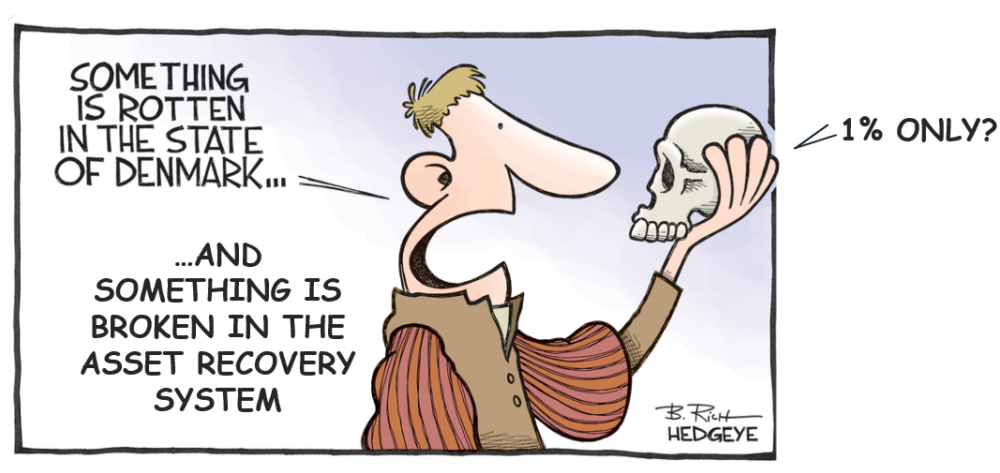 SOMETHING
IS ROTTEN
IN THE STATE
OF DENMARK...
...AND
SOMETHING IS
BROKEN IN THE
ASSET RECOVERY
SYSTEM
1% ONLY?
B. Rich
HEDGEYE